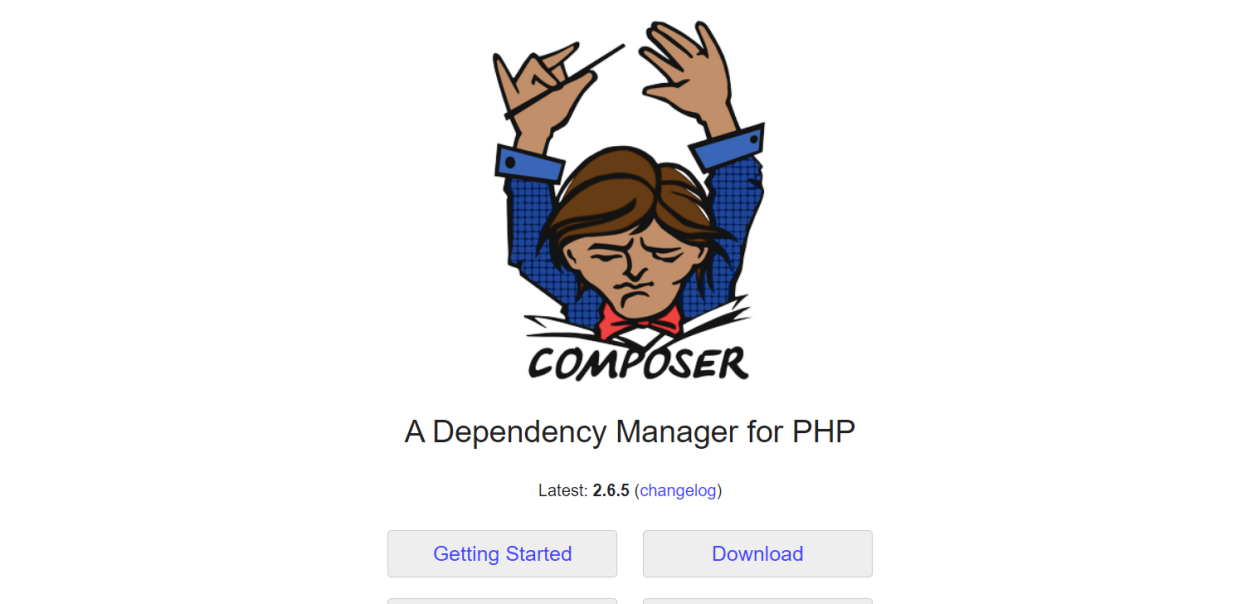 COMPOSER
A Dependency Manager for PHP
Latest: 2.6.5 (changelog)
Getting Started
Download